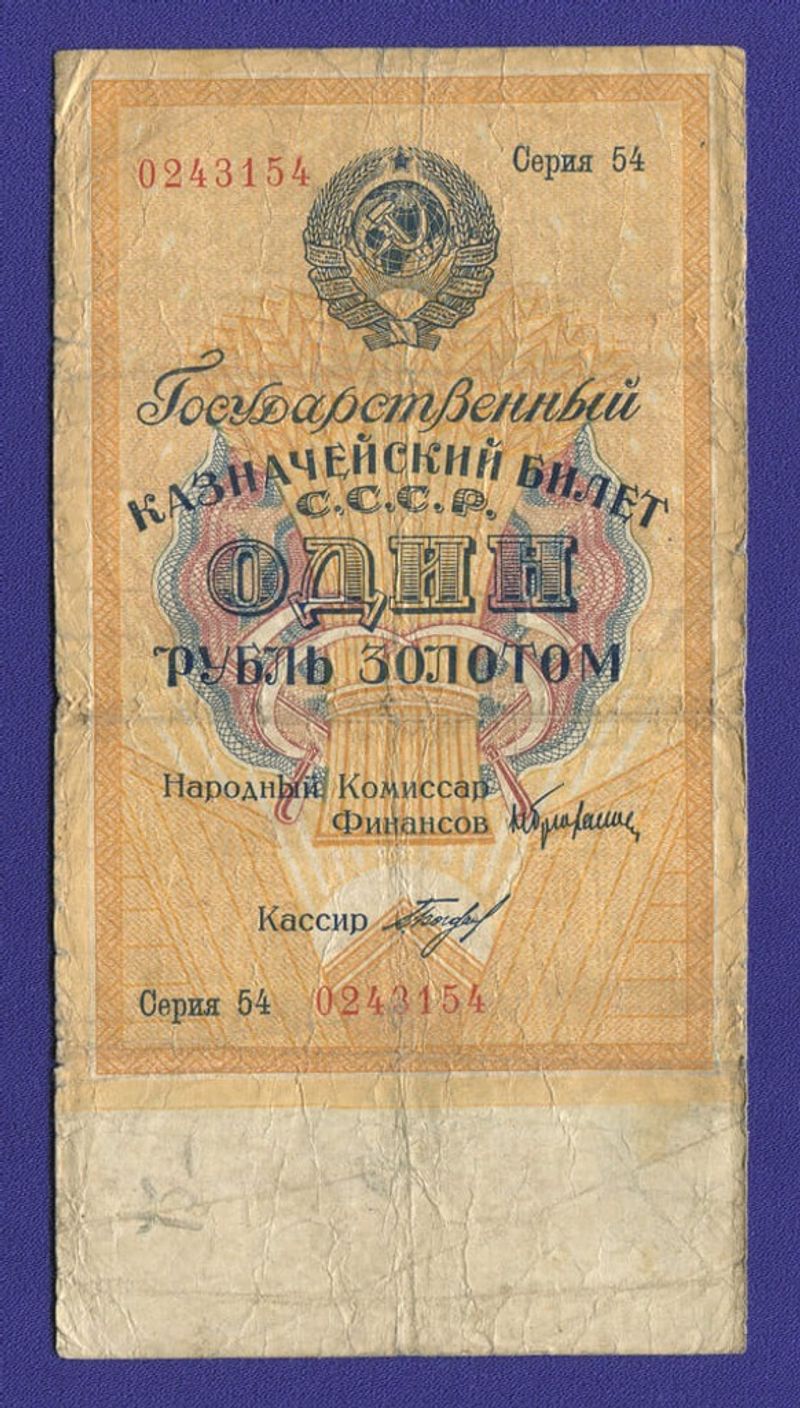 0243154 Серия 54
Государственный
КАЗНАЧЕЙСКИЙ БИЛЕТ
С.С.С.Р.
ОДИН
РУБЛЬ ЗОЛОТОМ
Народный Комиссар
Финансов
Кассир
Серия 54 0243154